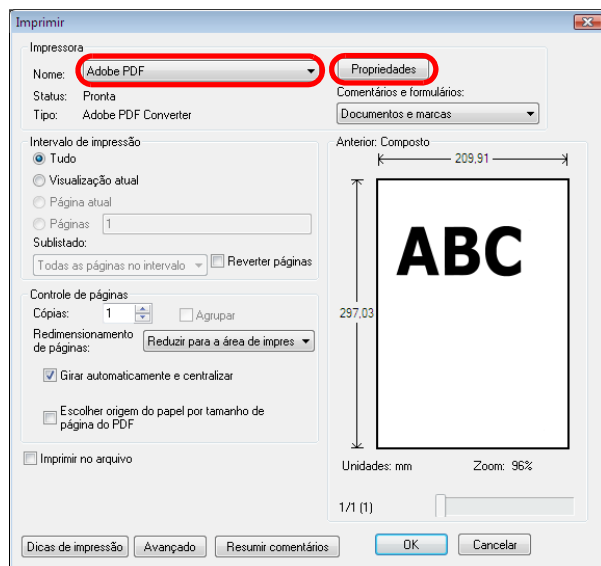 Imprimir
Impressora
Nome: Adobe PDF Propriedades
Status: Pronta Comentários e formulários:
Tipo: Adobe PDF Converter Documentos e marcas
Intervalo de impressão
Tudo
Visualização atual
Página atual
Páginas 1
Sublistado:
Todas as páginas no intervalo Reverter páginas
Controle de páginas
Cópias: 1 Agrupar
Redimensionamento
de páginas: Reduzir para a área de impres
Girar automaticamente e centralizar
Escolher origem do papel por tamanho de
página do PDF
Imprimir no arquivo
Anterior: Composto
209,91
297,03
ABC
Unidades: mm Zoom: 96%
1/1 (1)
Dicas de impressão Avançado Resumir comentários OK Cancelar